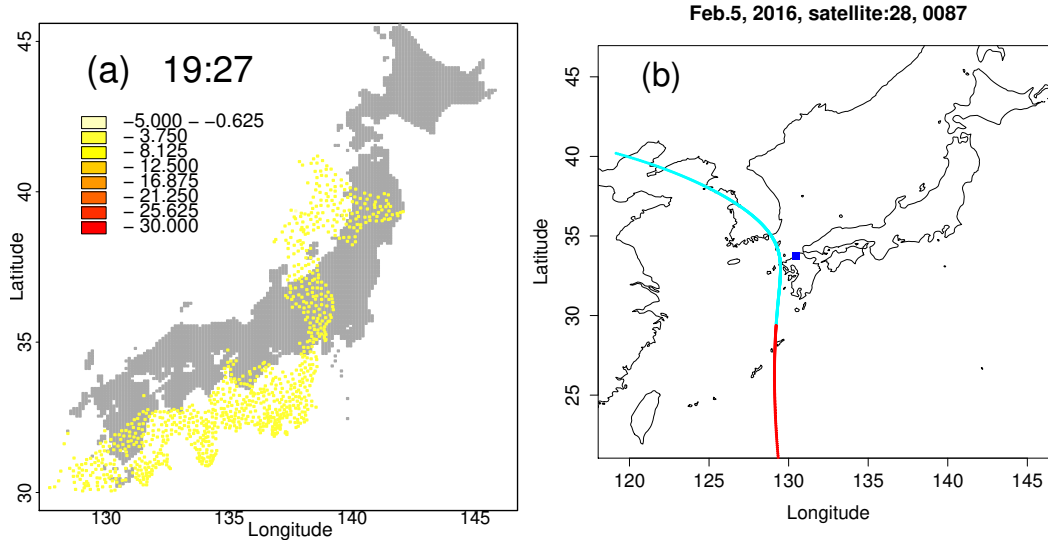 Feb.5, 2016, satellite:28, 0087
(a) 19:27
−5.000 − −0.625
− 3.750
− 8.125
− 12.500
− 16.875
− 21.250
− 25.625
− 30.000
45
40
35
30
Latitude
130 135 140 145
Longitude
(b)
45
40
35
30
25
Latitude
120 125 130 135 140 145
Longitude